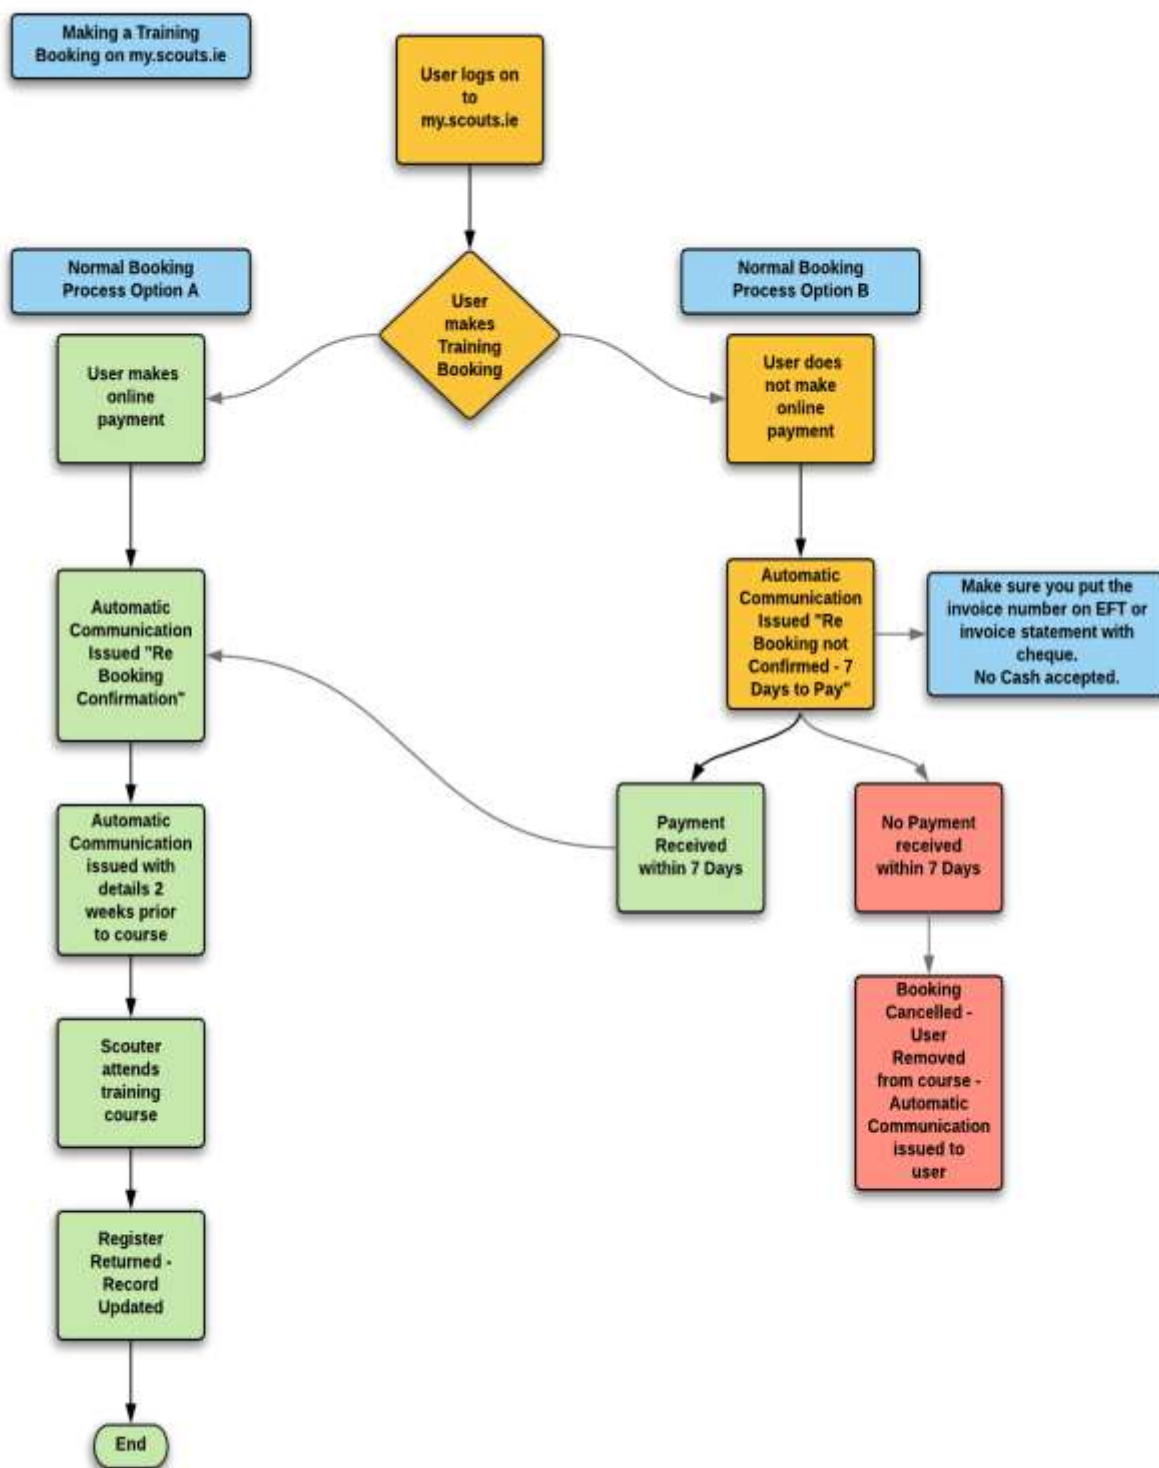 Making a Training
Booking on my.scouts.ie
User logs on
to
my.scouts.ie
Normal Booking
Process Option A
User
makes
Training
Booking
Normal Booking
Process Option B
User makes
online
payment
User does
not make
online
payment
Automatic
Communication
Issued "Re
Booking
Confirmation"
Automatic
Communication
Issued "Re
Booking not
Confirmed - 7
Days to Pay"
Make sure you put the
invoice number on EFT or
invoice statement with
cheque.
No Cash accepted.
Automatic
Communication
issued with
details 2
weeks prior
to course
Payment
Received
within 7 Days
No Payment
received
within 7 Days
Scouter
attends
training
course
Booking
Cancelled -
User
Removed
from course -
Automatic
Communication
issued to
user
Register
Returned -
Record
Updated
End